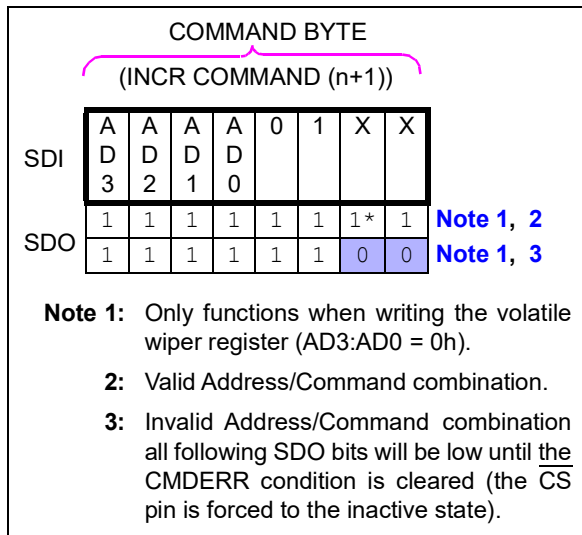 COMMAND BYTE
(INCR COMMAND (n+1))
SDI AD3 AD2 AD1 AD0 0 1 X X
SDO 1 1 1 1 1 1 1* 1 Note 1, 2
1 1 1 1 1 1 0 0 Note 1, 3
Note 1: Only functions when writing the volatile
wiper register (AD3:AD0 = 0h).
2: Valid Address/Command combination.
3: Invalid Address/Command combination
all following SDO bits will be low until the
CMDERR condition is cleared (the CS
pin is forced to the inactive state).